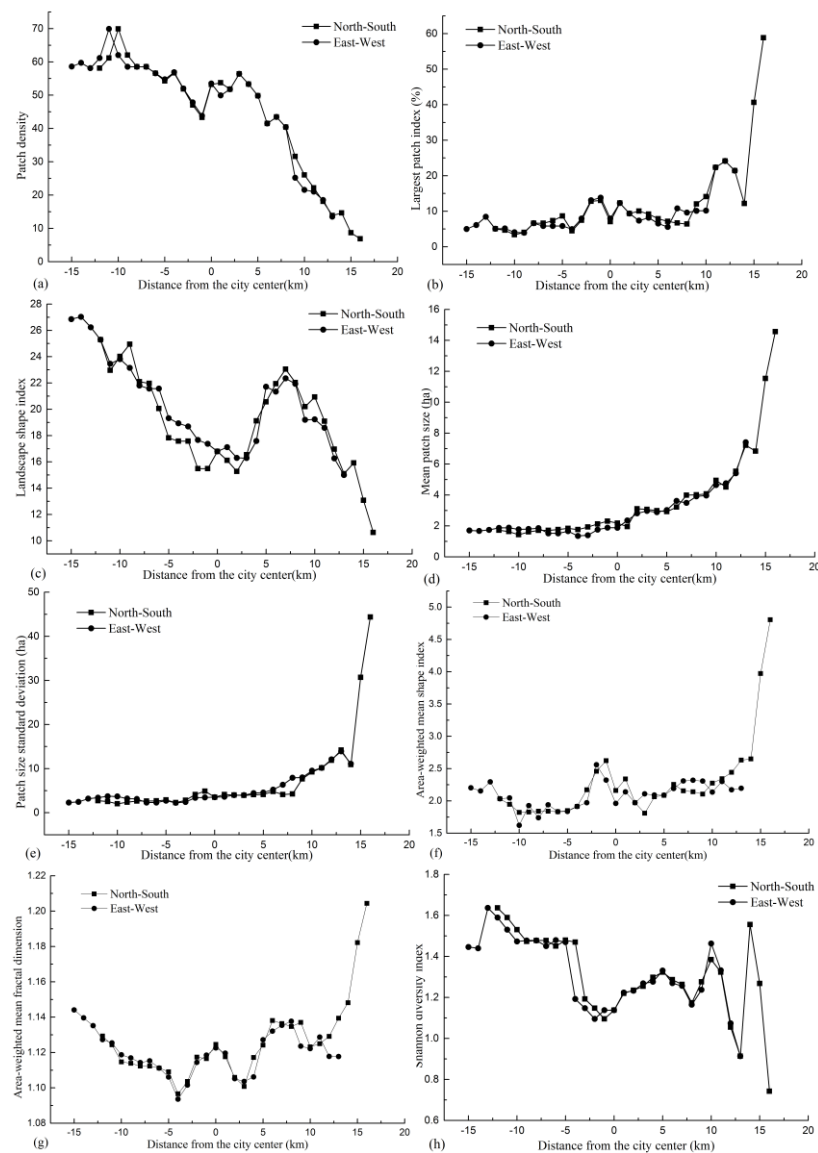 North-South
East-West
Patch density
80
70
60
50
40
30
20
10
0
-15 -10 -5 0 5 10 15 20
(a)
Distance from the city center(km)
North-South
East-West
Largest patch index (%)
60
50
40
30
20
10
0
-15 -10 -5 0 5 10 15 20
(b)
Distance from the city center(km)
North-South
East-West
Landscape shape index
28
26
24
22
20
18
16
14
12
10
-15 -10 -5 0 5 10 15 20
(c)
Distance from the city center(km)
North-South
East-West
Mean patch size (ha)
16
14
12
10
8
6
4
2
0
-15 -10 -5 0 5 10 15 20
(d)
Distance from the city center(km)
North-South
East-West
Patch size standard deviation (ha)
50
40
30
20
10
0
-15 -10 -5 0 5 10 15 20
(e)
Distance from the city center(km)
North-South
East-West
Area-weighted mean shape index
5.0
4.5
4.0
3.5
3.0
2.5
2.0
1.5
-15 -10 -5 0 5 10 15 20
(f)
Distance from the city center(km)
North-South
East-West
Area-weighted mean fractal dimension
1.22
1.20
1.18
1.16
1.14
1.12
1.10
1.08
-15 -10 -5 0 5 10 15 20
(g)
Distance from the city center (km)
North-South
East-West
Shannon diversity index
1.8
1.6
1.4
1.2
1.0
0.8
0.6
-15 -10 -5 0 5 10 15 20
(h)
Distance from the city center (km)